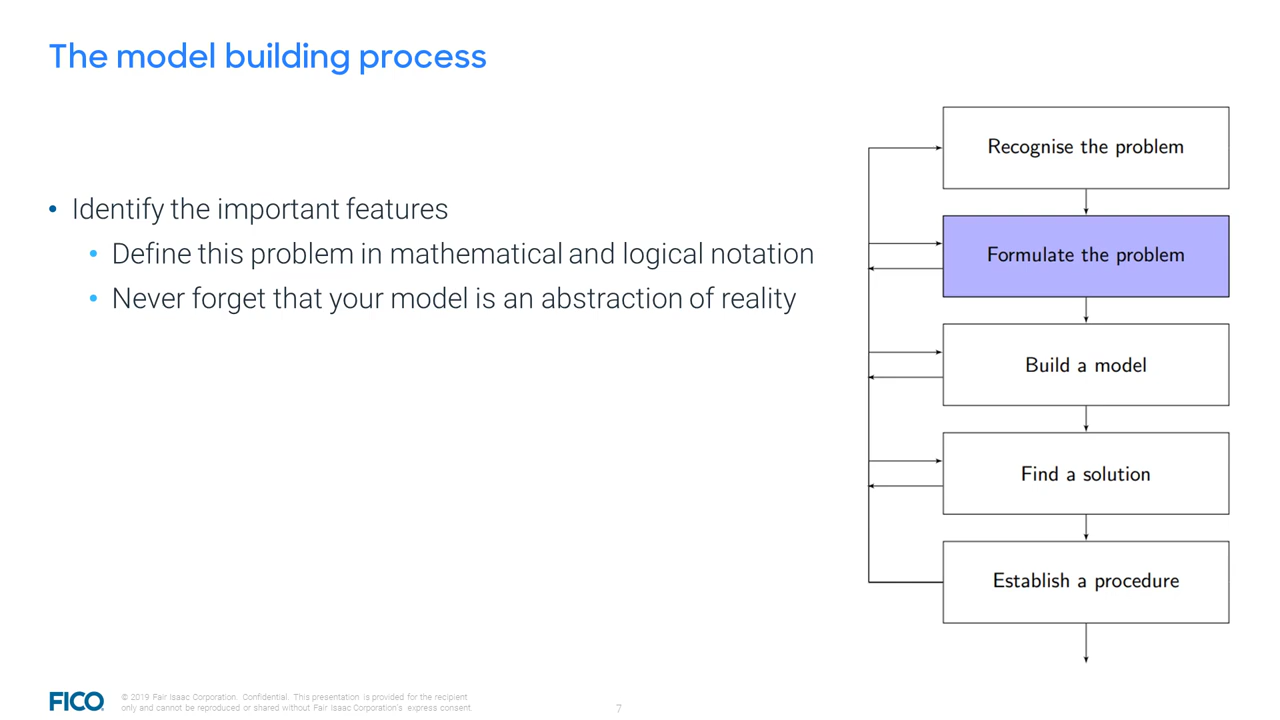 The model building process
• Identify the important features
• Define this problem in mathematical and logical notation
• Never forget that your model is an abstraction of reality
Recognise the problem
Formulate the problem
Build a model
Find a solution
Establish a procedure
FICO
© 2019 Fair Isaac Corporation. Confidential. This presentation is provided for the recipient
only and cannot be reproduced or shared without Fair Isaac Corporation's express consent
7